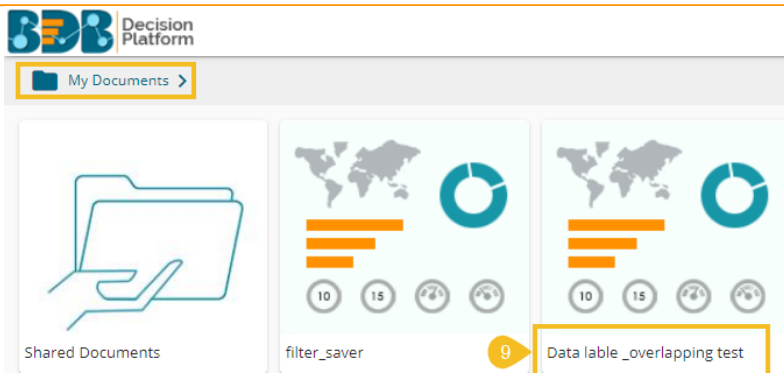 BDB Decision
Platform
My Documents >
10 15 10 15
Shared Documents
filter_saver
9
Data lable _overlapping test